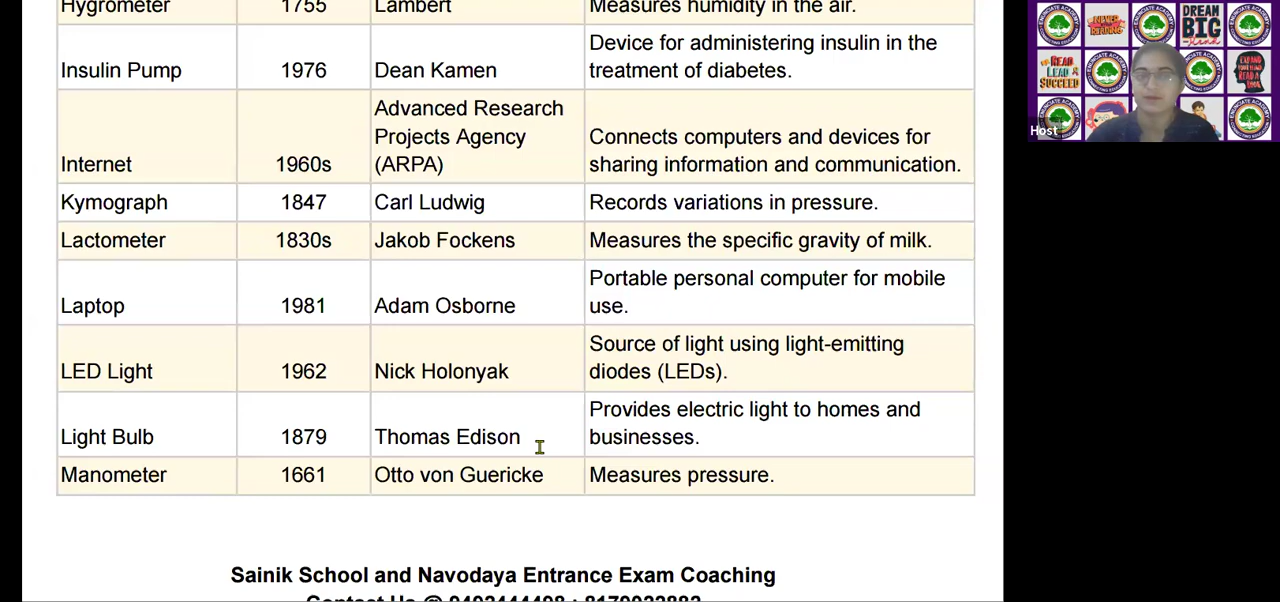 Hygrometer 1755 Lambert Measures humidity in the air.
Device for administering insulin in the
Insulin Pump 1976 Dean Kamen treatment of diabetes.
Advanced Research
Projects Agency Connects computers and devices for
Internet 1960s (ARPA) sharing information and communication.
Kymograph 1847 Carl Ludwig Records variations in pressure.
Lactometer 1830s Jakob Fockens Measures the specific gravity of milk.
Portable personal computer for mobile
Laptop 1981 Adam Osborne use.
Source of light using light-emitting
LED Light 1962 Nick Holonyak diodes (LEDs).
Provides electric light to homes and
Light Bulb 1879 Thomas Edison businesses.
Manometer 1661 Otto von Guericke Measures pressure.
Sainik School and Navodaya Entrance Exam Coaching
Contact Us @
DREAM
BIG
READ
LEAD
SUCCEED
Host